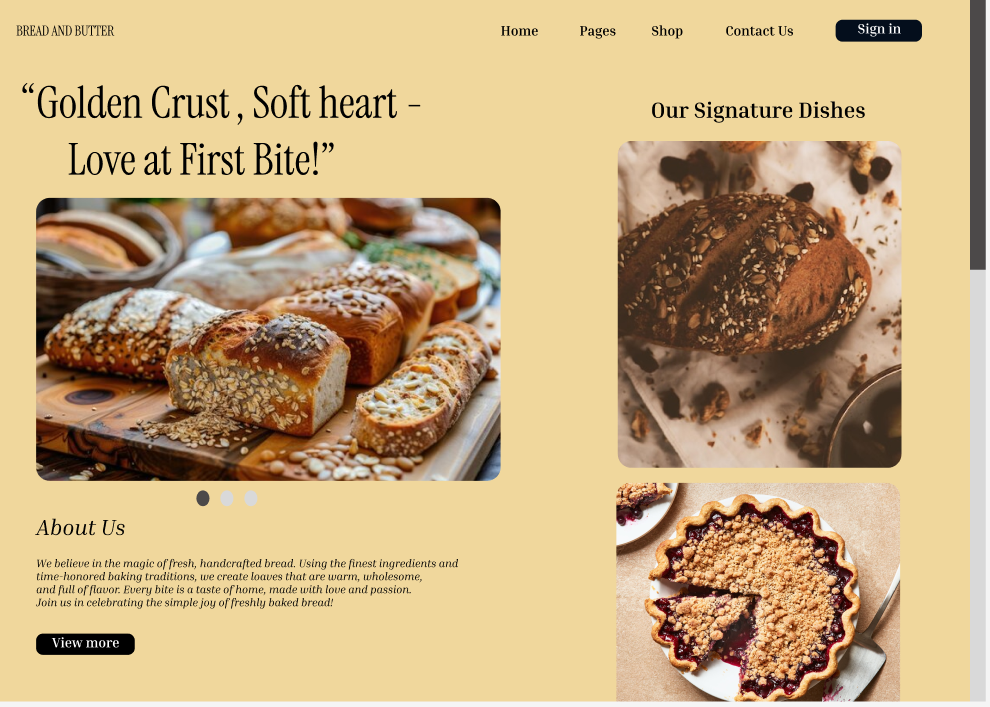 BREAD AND BUTTER
Home
Pages
Shop
Contact Us
Sign in
“Golden Crust , Soft heart –
Love at First Bite!”
Our Signature Dishes
About Us
We believe in the magic of fresh, handcrafted bread. Using the finest ingredients and
time-honored baking traditions, we create loaves that are warm, wholesome,
and full of flavor. Every bite is a taste of home, made with love and passion.
Join us in celebrating the simple joy of freshly baked bread!
View more